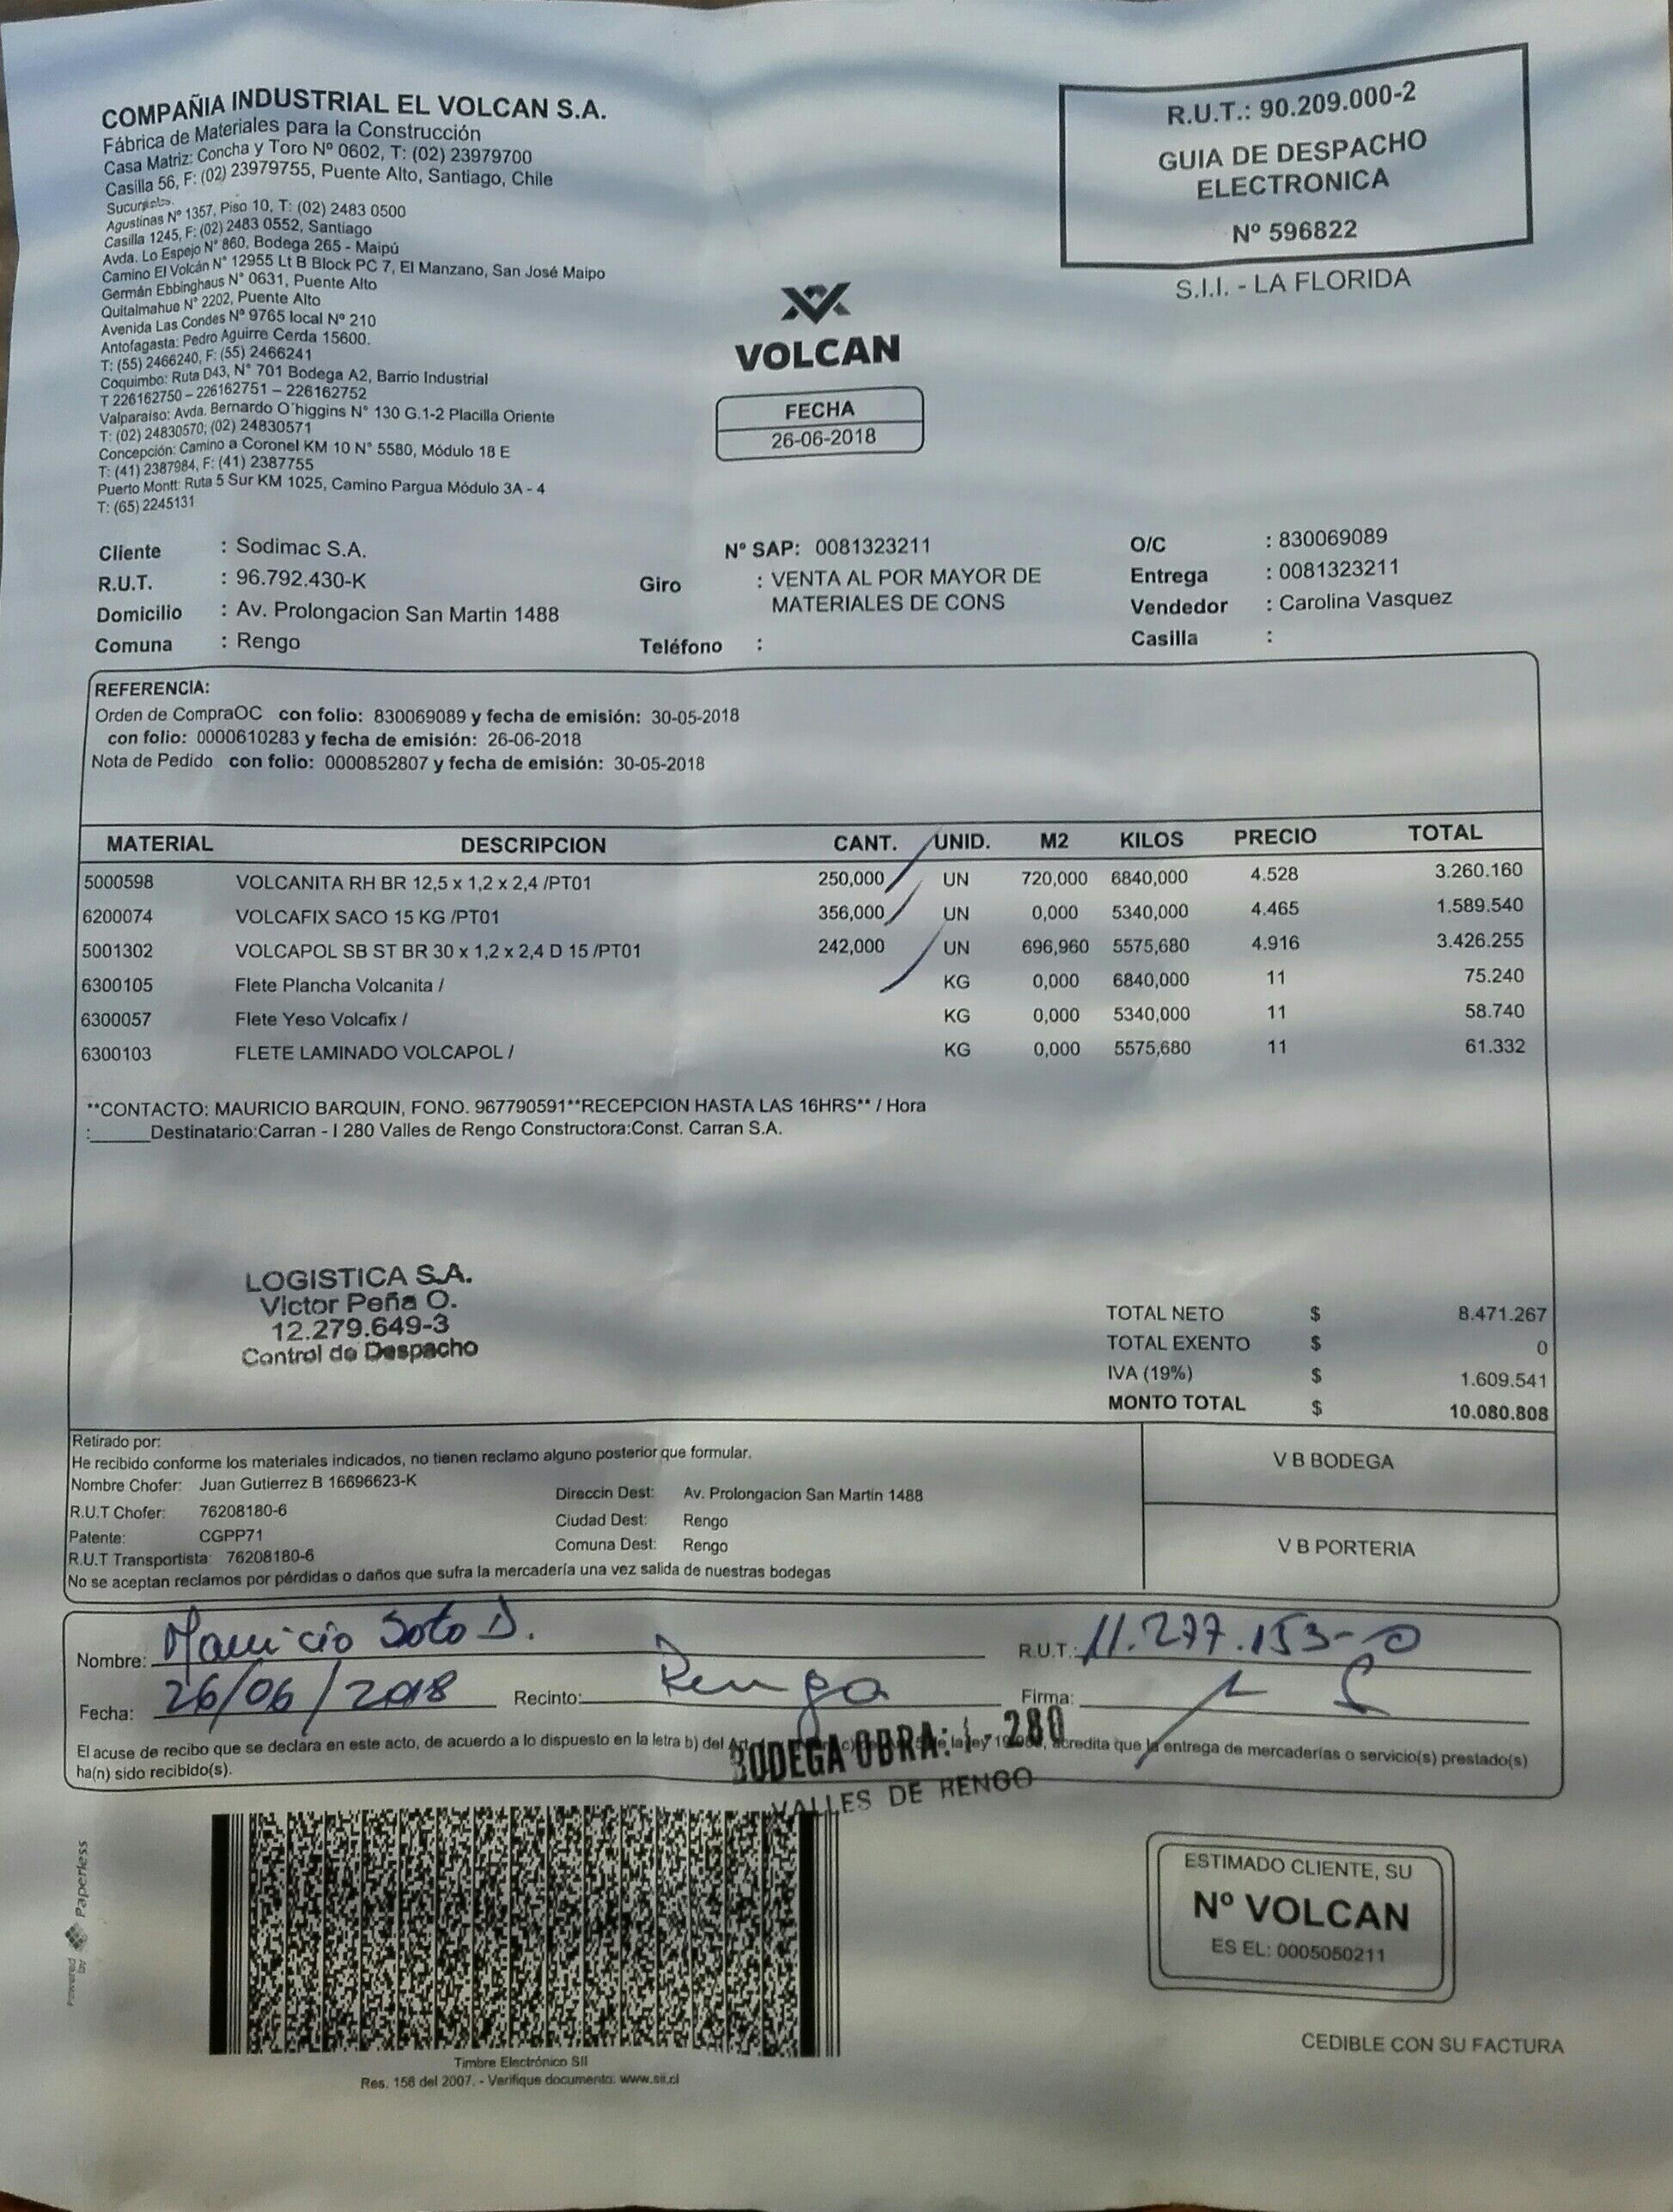 COMPAÑIA INDUSTRIAL EL VOLCAN S.A.
Fábrica de Materiales para la Construcción
Casa Matriz: Concha y Toro Nº 0602, T: (02) 23979700
Casilla 56, F: (02) 23979755, Puente Alto, Santiago, Chile
Sucursales.
Agustinas Nº 1357, Piso 10, T: (02) 2483 0500
Casilla 1245, F: (02) 2483 0552, Santiago
Avda. Lo Espejo N° 860, Bodega 265 - Maipú
Camino El Volcán N° 12955 Lt B Block PC 7, El Manzano, San José Maipo
Germán Ebbinghaus N° 0631, Puente Alto
Quitalmahue N° 2202, Puente Alto
Avenida Las Condes Nº 9765 local Nº 210
Antofagasta: Pedro Aguirre Cerda 15600.
T: (55) 2466240, F: (55) 2466241
Coquimbo: Ruta D43, N° 701 Bodega A2, Barrio Industrial
T 226162750 – 226162751 – 226162752
Valparaíso: Avda. Bernardo O´higgins N° 130 G.1-2 Placilla Oriente
T: (02) 24830570; (02) 24830571
Concepción: Camino a Coronel KM 10 N° 5580, Módulo 18 E
T: (41) 2387984, F: (41) 2387755
Puerto Montt: Ruta 5 Sur KM 1025, Camino Pargua Módulo 3A - 4
T: (65) 2245131
R.U.T.: 90.209.000-2
GUIA DE DESPACHO
ELECTRONICA
Nº 596822
S.I.I. - LA FLORIDA
VOLCAN
FECHA
26-06-2018
Cliente : Sodimac S.A. Nº SAP: 0081323211 O/C : 830069089
R.U.T. : 96.792.430-K Giro : VENTA AL POR MAYOR DE Entrega : 0081323211
Domicilio : Av. Prolongacion San Martin 1488 MATERIALES DE CONS Vendedor : Carolina Vasquez
Comuna : Rengo Teléfono : Casilla :
REFERENCIA:
Orden de CompraOC con folio: 830069089 y fecha de emisión: 30-05-2018
con folio: 0000610283 y fecha de emisión: 26-06-2018
Nota de Pedido con folio: 0000852807 y fecha de emisión: 30-05-2018
MATERIAL DESCRIPCION CANT. UNID. M2 KILOS PRECIO TOTAL
5000598 VOLCANITA RH BR 12,5 x 1,2 x 2,4 /PT01 250,000 UN 720,000 6840,000 4.528 3.260.160
6200074 VOLCAFIX SACO 15 KG /PT01 356,000 UN 0,000 5340,000 4.465 1.589.540
5001302 VOLCAPOL SB ST BR 30 x 1,2 x 2,4 D 15 /PT01 242,000 UN 696,960 5575,680 4.916 3.426.255
6300105 Flete Plancha Volcanita / KG 0,000 6840,000 11 75.240
6300057 Flete Yeso Volcafix / KG 0,000 5340,000 11 58.740
6300103 FLETE LAMINADO VOLCAPOL / KG 0,000 5575,680 11 61.332
**CONTACTO: MAURICIO BARQUIN, FONO. 967790591**RECEPCION HASTA LAS 16HRS** / Hora
:______Destinatario:Carran - I 280 Valles de Rengo Constructora:Const. Carran S.A.
LOGISTICA S.A.
Victor Peña O.
12.279.649-3
Control de Despacho
TOTAL NETO $ 8.471.267
TOTAL EXENTO $ 0
IVA (19%) $ 1.609.541
MONTO TOTAL $ 10.080.808
Retirado por:
He recibido conforme los materiales indicados, no tienen reclamo alguno posterior que formular.
Nombre Chofer: Juan Gutierrez B 16696623-K
R.U.T Chofer: 76208180-6 Direccin Dest: Av. Prolongacion San Martin 1488
Patente: CGPP71 Ciudad Dest: Rengo
R.U.T Transportista: 76208180-6 Comuna Dest: Rengo
No se aceptan reclamos por pérdidas o daños que sufra la mercadería una vez salida de nuestras bodegas
V B BODEGA
V B PORTERIA
Nombre: Mauricio Soto D. R.U.T.: 11.277.153-0
Fecha: 26/06/2018 Recinto: Rengo Firma:
El acuse de recibo que se declara en este acto, de acuerdo a lo dispuesto en la letra b) del la ley acredita que la entrega de mercaderías o servicio(s) prestado(s)
ha(n) sido recibido(s).
BODEGA OBRA: I - 280
VALLES DE RENGO
Powered by Paperless
Timbre Electrónico SII
Res. 156 del 2007. - Verifique documento: www.sii.cl
ESTIMADO CLIENTE, SU
Nº VOLCAN
ES EL: 0005050211
CEDIBLE CON SU FACTURA